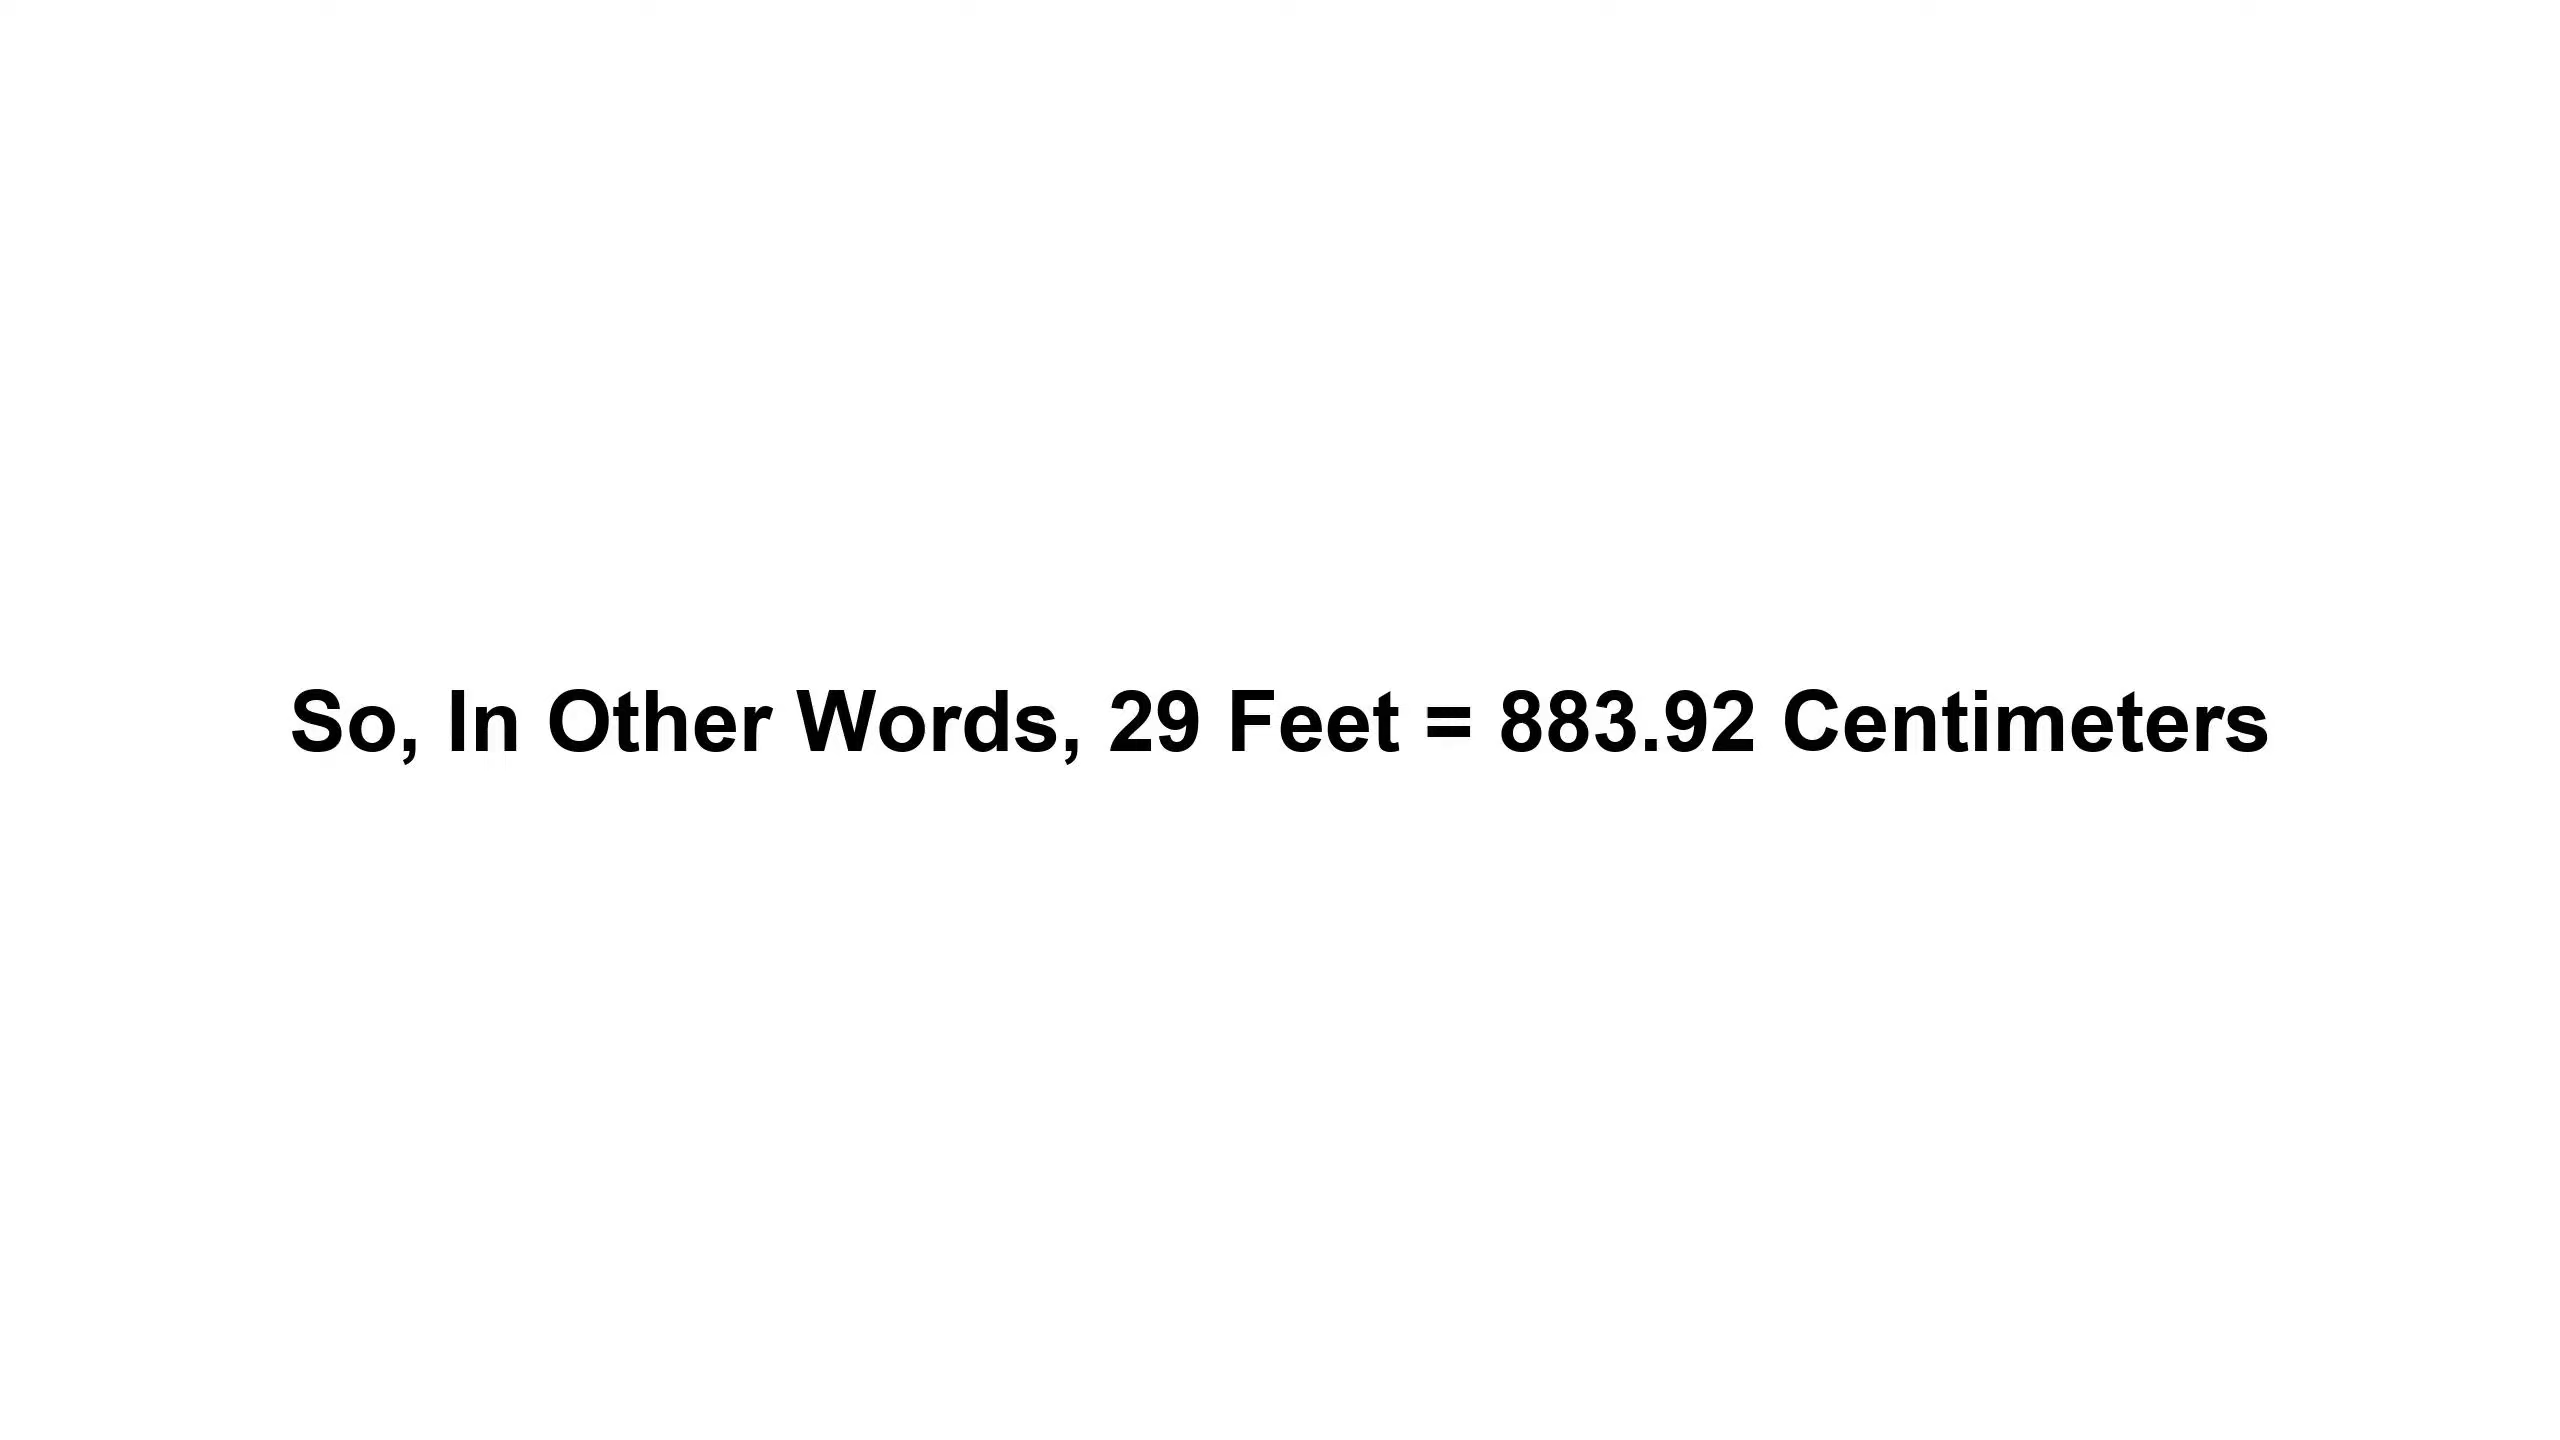 So, In Other Words, 29 Feet = 883.92 Centimeters